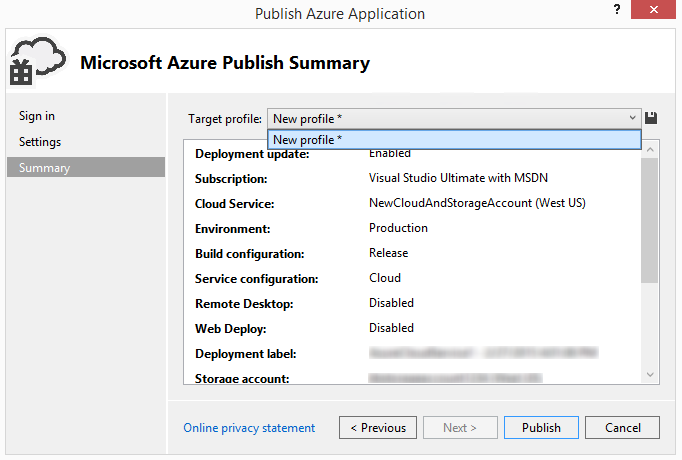 Publish Azure Application
?
Microsoft Azure Publish Summary
Sign in
Settings
Summary
Target profile: New profile *
New profile *
Deployment update: Enabled
Subscription: Visual Studio Ultimate with MSDN
Cloud Service: NewCloudAndStorageAccount (West US)
Environment: Production
Build configuration: Release
Service configuration: Cloud
Remote Desktop: Disabled
Web Deploy: Disabled
Deployment label:
Storage account:
Online privacy statement
< Previous
Next >
Publish
Cancel